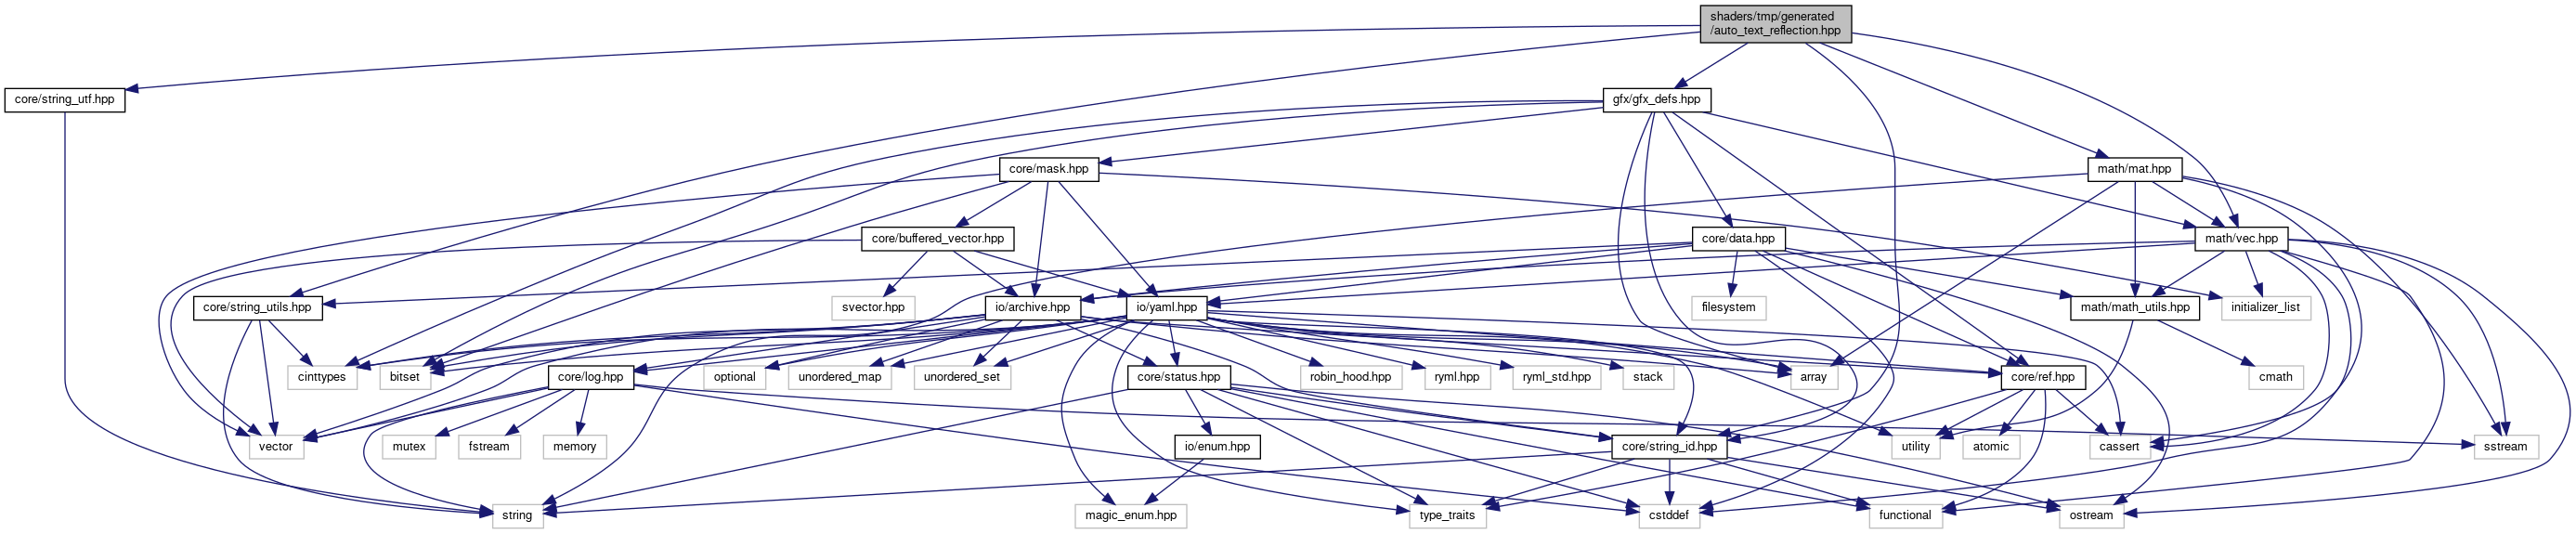 shaders/tmp/generated
/auto_text_reflection.hpp
core/string_utf.hpp
gfx/gfx_defs.hpp
core/mask.hpp
math/mat.hpp
core/buffered_vector.hpp
core/data.hpp
math/vec.hpp
core/string_utils.hpp
svector.hpp
io/archive.hpp
io/yaml.hpp
filesystem
math/math_utils.hpp
initializer_list
cinttypes
bitset
core/log.hpp
optional
unordered_map
unordered_set
core/status.hpp
robin_hood.hpp
ryml.hpp
ryml_std.hpp
stack
array
core/ref.hpp
cmath
vector
mutex
fstream
memory
io/enum.hpp
core/string_id.hpp
utility
atomic
cassert
sstream
string
magic_enum.hpp
type_traits
cstddef
functional
ostream